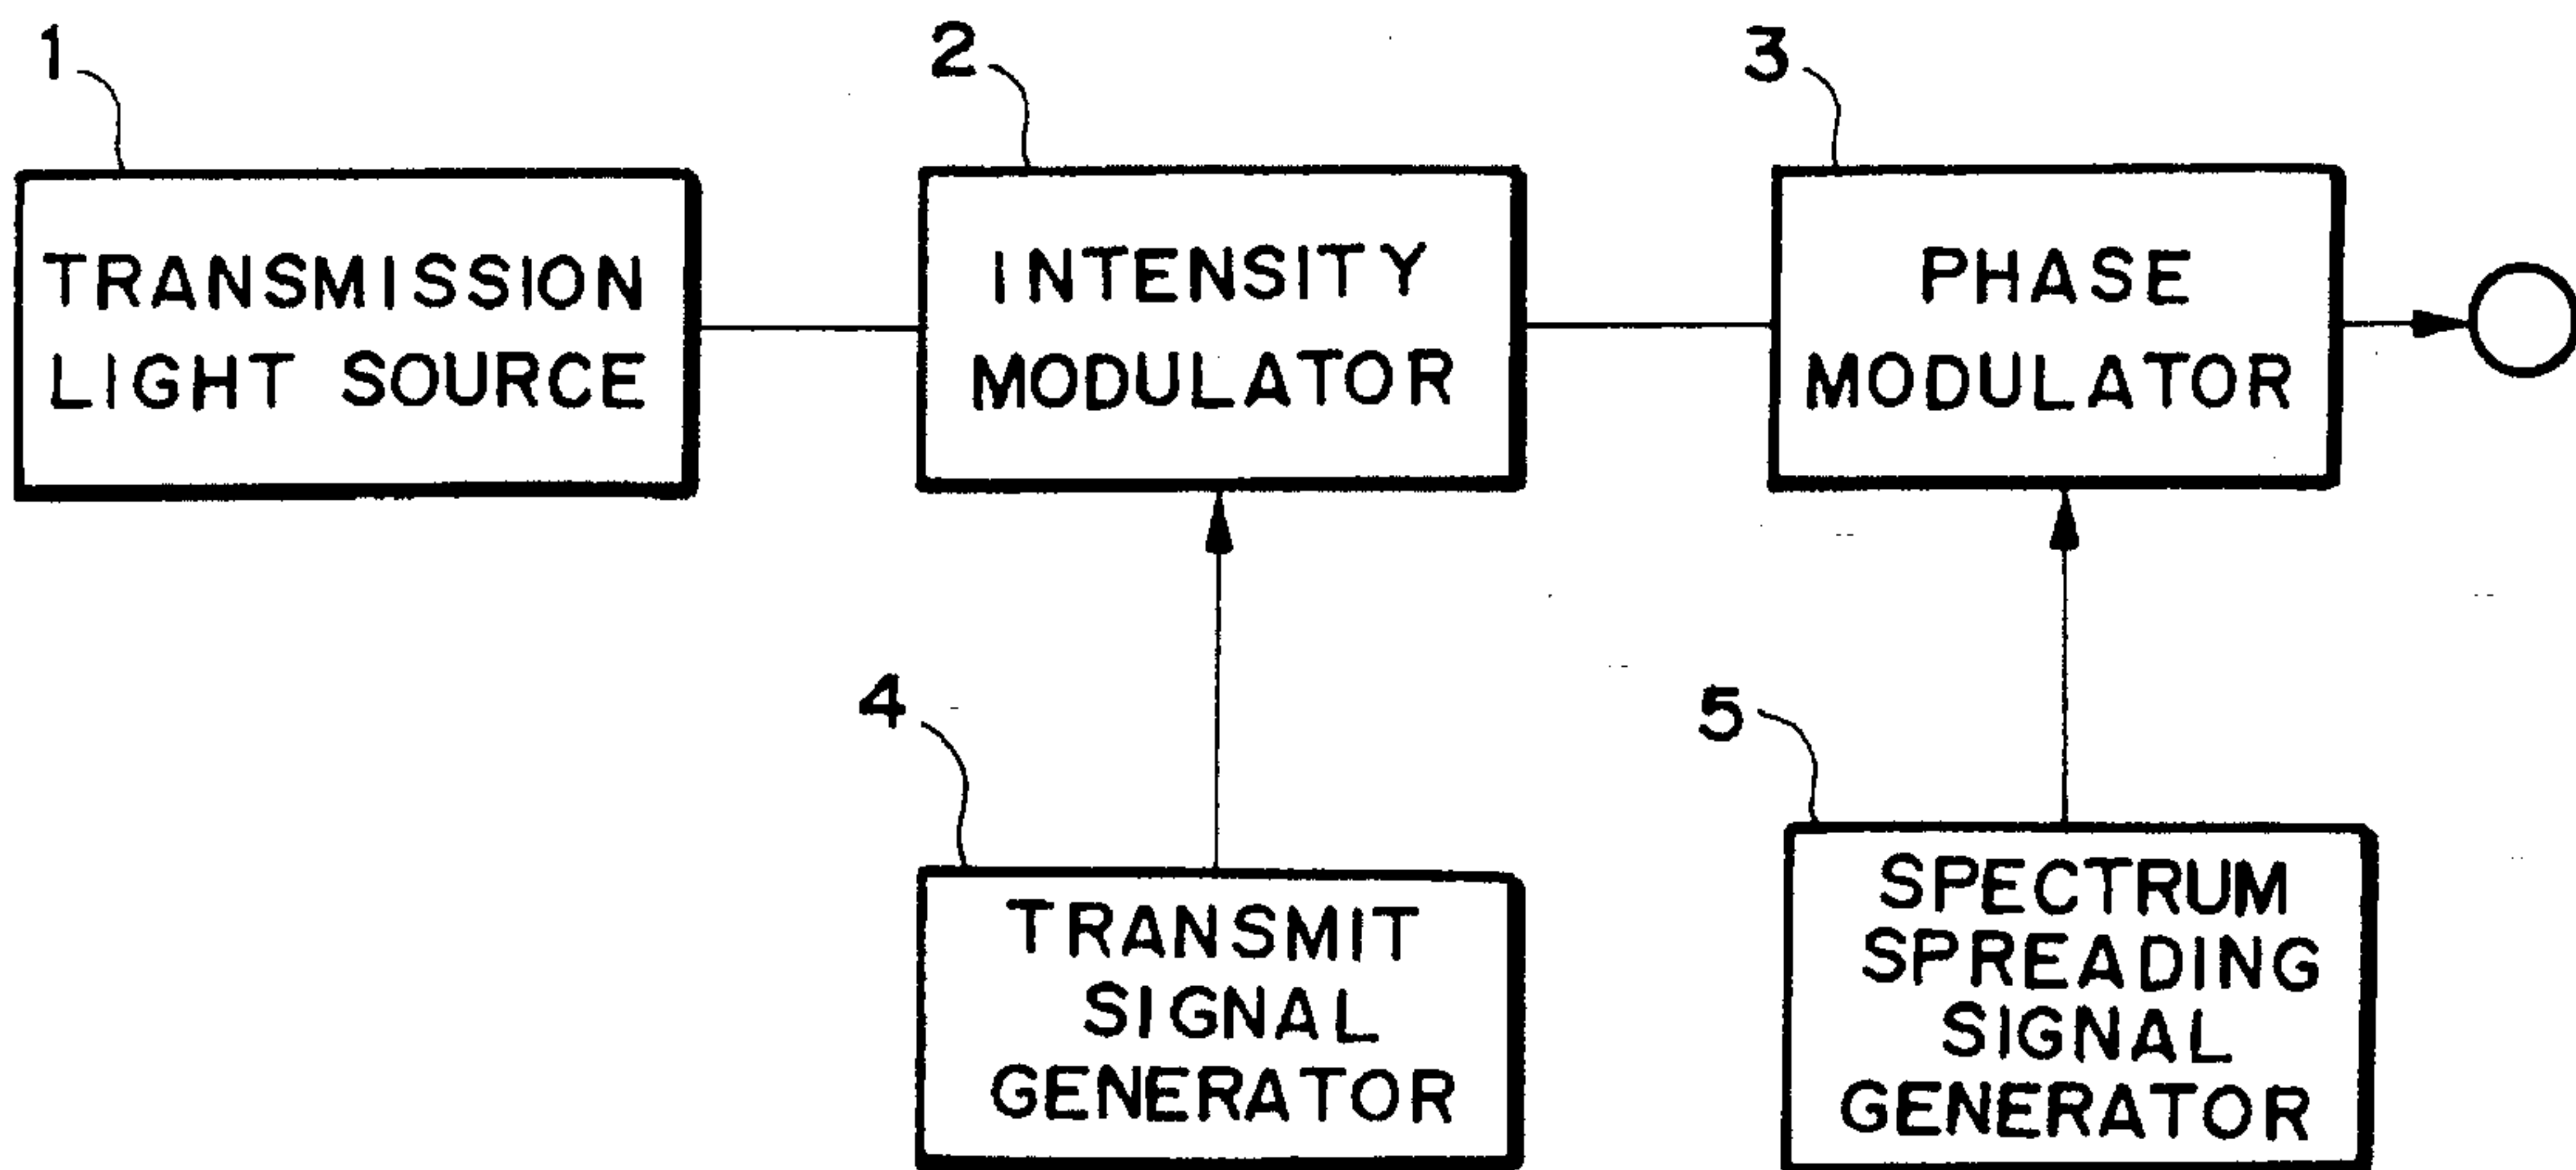 1
2
3
TRANSMISSION
LIGHT SOURCE
INTENSITY
MODULATOR
PHASE
MODULATOR
4
5
TRANSMIT
SIGNAL
GENERATOR
SPECTRUM
SPREADING
SIGNAL
GENERATOR